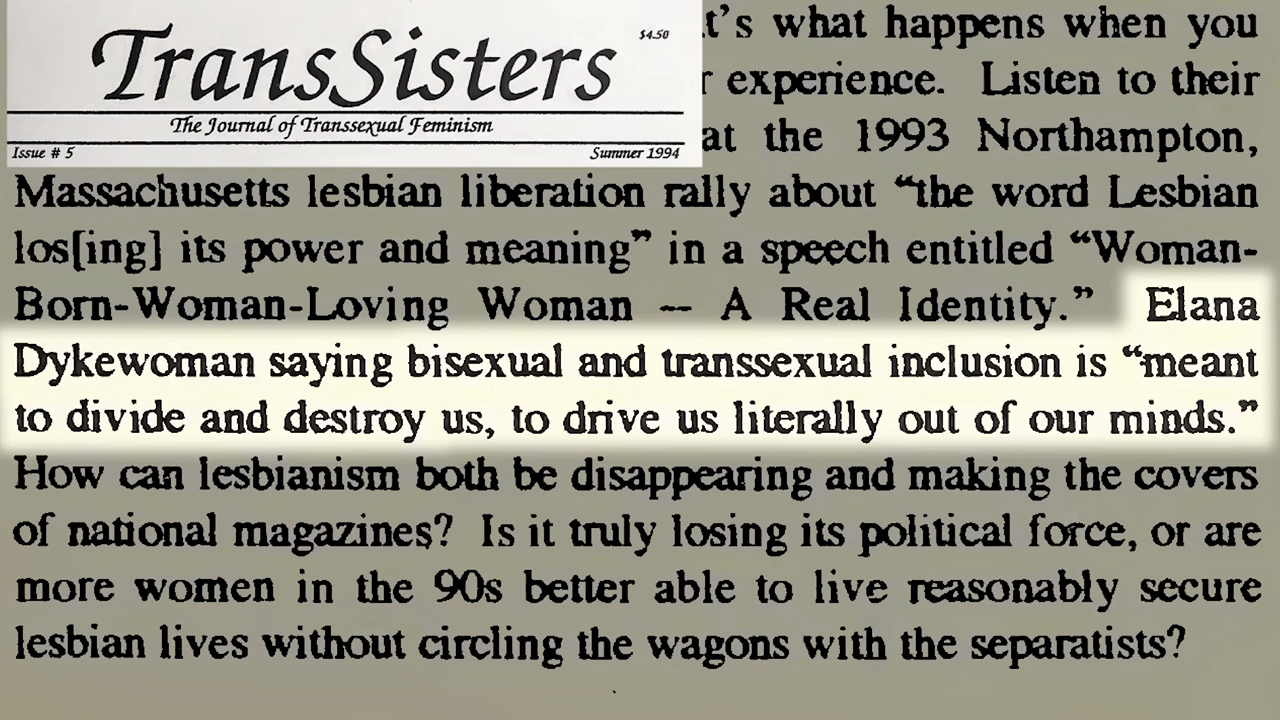 $4.50
TransSisters
The Journal of Transsexual Feminism
Issue # 5 Summer 1994
t's what happens when you
experience. Listen to their
at the 1993 Northampton,
Massachusetts lesbian liberation rally about “the word Lesbian
los[ing] its power and meaning” in a speech entitled “Woman-
Born-Woman-Loving Woman -- A Real Identity.” Elana
Dykewoman saying bisexual and transsexual inclusion is “meant
to divide and destroy us, to drive us literally out of our minds.”
How can lesbianism both be disappearing and making the covers
of national magazines? Is it truly losing its political force, or are
more women in the 90s better able to live reasonably secure
lesbian lives without circling the wagons with the separatists?